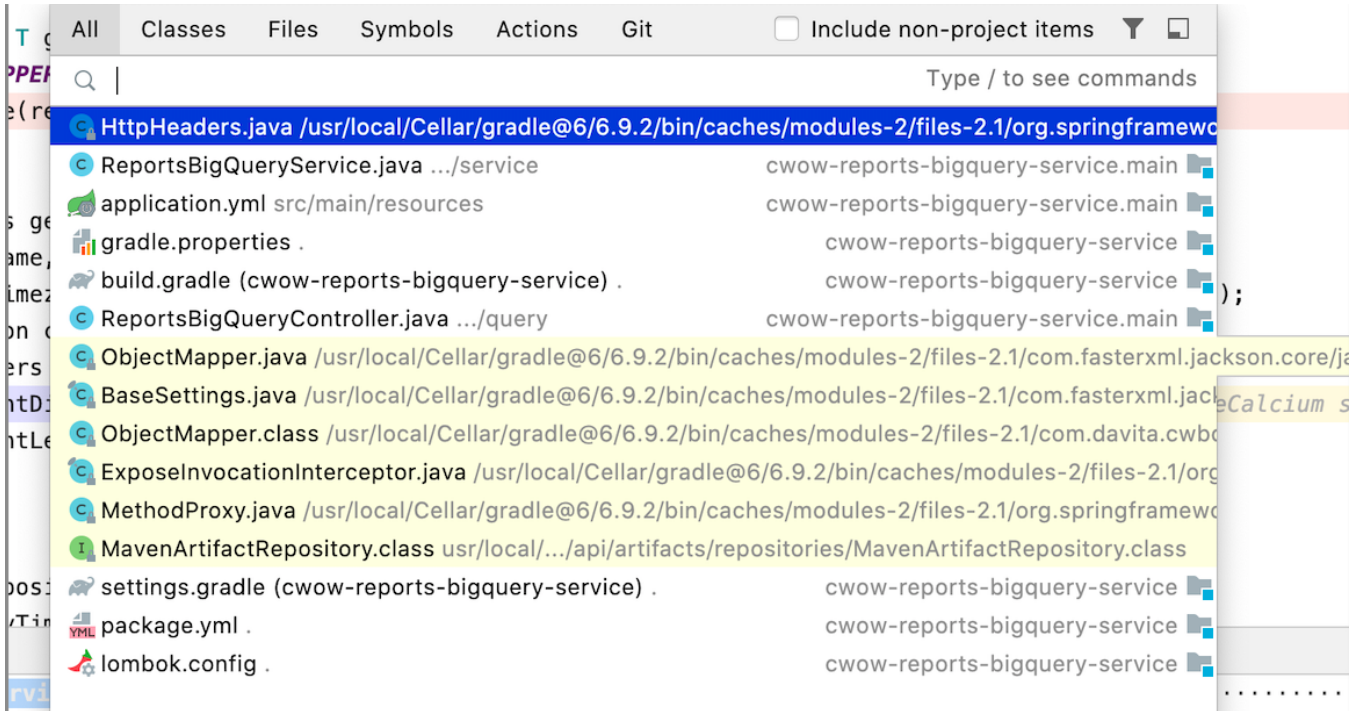 All Classes Files Symbols Actions Git Include non-project items
Type / to see commands
HttpHeaders.java /usr/local/Cellar/gradle@6/6.9.2/bin/caches/modules-2/files-2.1/org.springframewo
ReportsBigQueryService.java .../service cwow-reports-bigquery-service.main
application.yml src/main/resources cwow-reports-bigquery-service.main
gradle.properties . cwow-reports-bigquery-service
build.gradle (cwow-reports-bigquery-service) . cwow-reports-bigquery-service
);
ReportsBigQueryController.java .../query cwow-reports-bigquery-service.main
ObjectMapper.java /usr/local/Cellar/gradle@6/6.9.2/bin/caches/modules-2/files-2.1/com.fasterxml.jackson.core/ja
BaseSettings.java /usr/local/Cellar/gradle@6/6.9.2/bin/caches/modules-2/files-2.1/com.fasterxml.jack
eCalcium s
ObjectMapper.class /usr/local/Cellar/gradle@6/6.9.2/bin/caches/modules-2/files-2.1/com.davita.cwbo
ExposeInvocationInterceptor.java /usr/local/Cellar/gradle@6/6.9.2/bin/caches/modules-2/files-2.1/org
MethodProxy.java /usr/local/Cellar/gradle@6/6.9.2/bin/caches/modules-2/files-2.1/org.springframewo
MavenArtifactRepository.class usr/local/.../api/artifacts/repositories/MavenArtifactRepository.class
settings.gradle (cwow-reports-bigquery-service) . cwow-reports-bigquery-service
package.yml . cwow-reports-bigquery-service
lombok.config . cwow-reports-bigquery-service